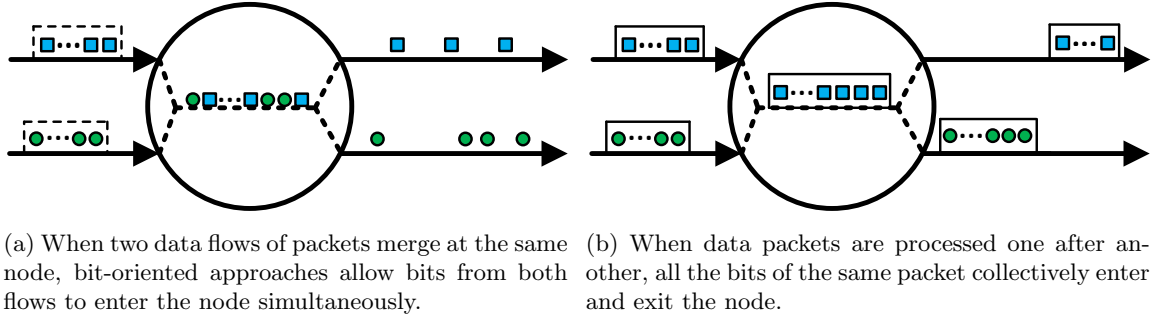 (a) When two data flows of packets merge at the same
node, bit-oriented approaches allow bits from both
flows to enter the node simultaneously.
(b) When data packets are processed one after an-
other, all the bits of the same packet collectively enter
and exit the node.